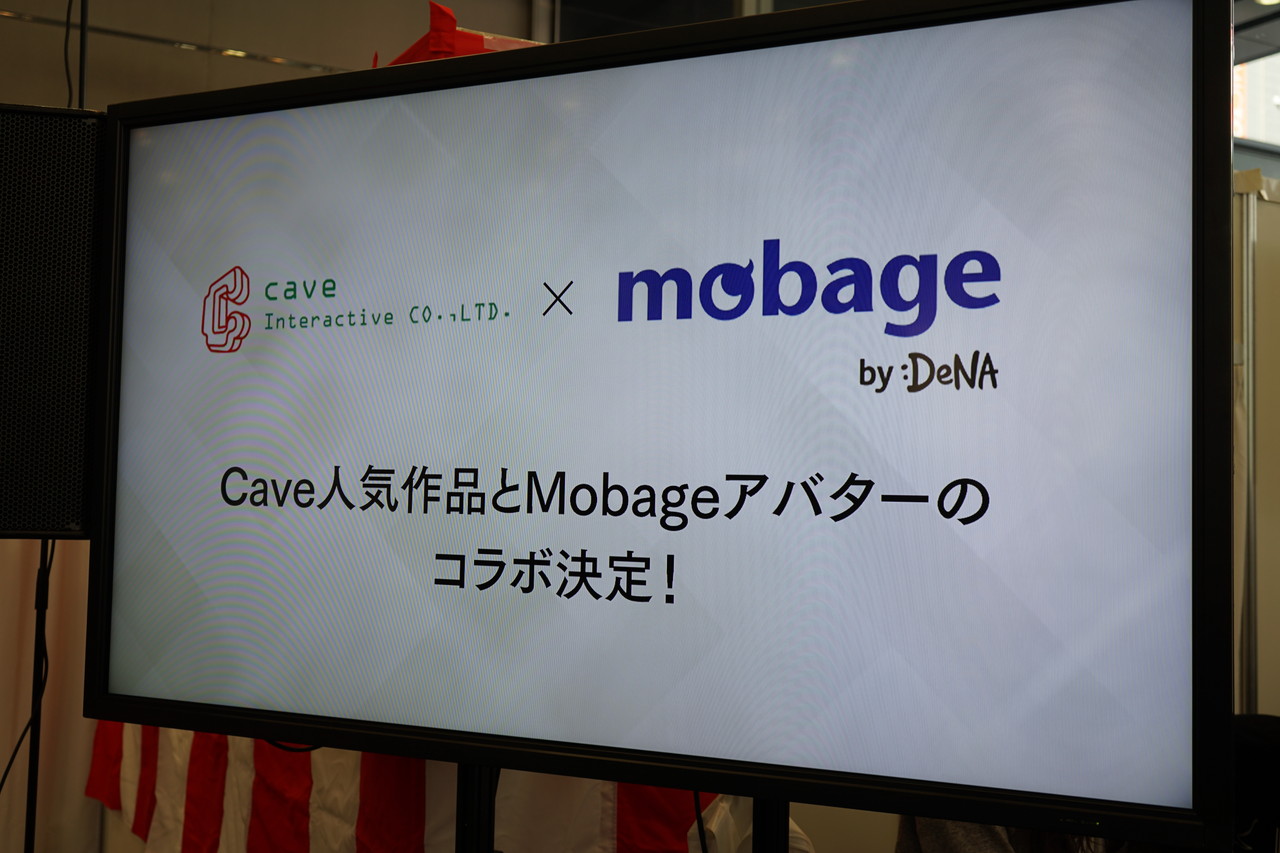 cave
Interactive CO.,LTD.
×
mobage
by :DeNA
Cave人気作品とMobageアバターの
コラボ決定!